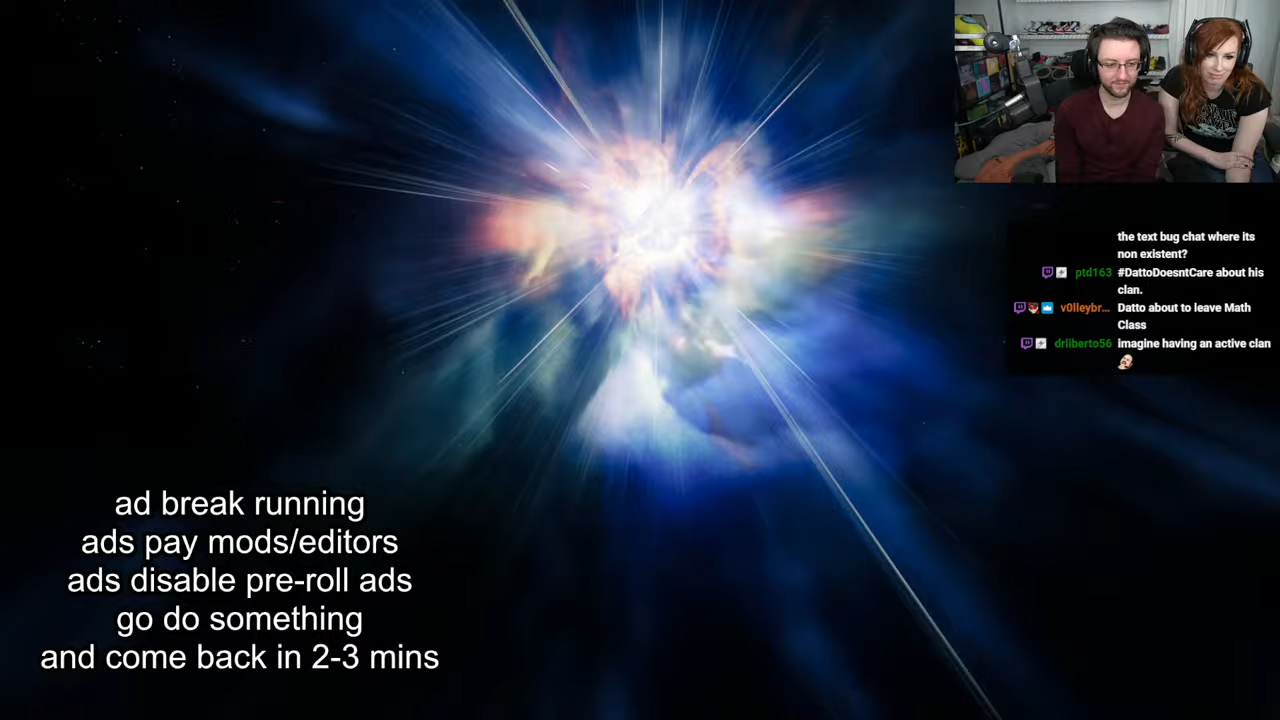 the text bug chat where its
non existent?
ptd163 #DattoDoesntCare about his
clan.
v0lleybr... Datto about to leave Math
Class
drliberto56 imagine having an active clan
ad break running
ads pay mods/editors
ads disable pre-roll ads
go do something
and come back in 2-3 mins